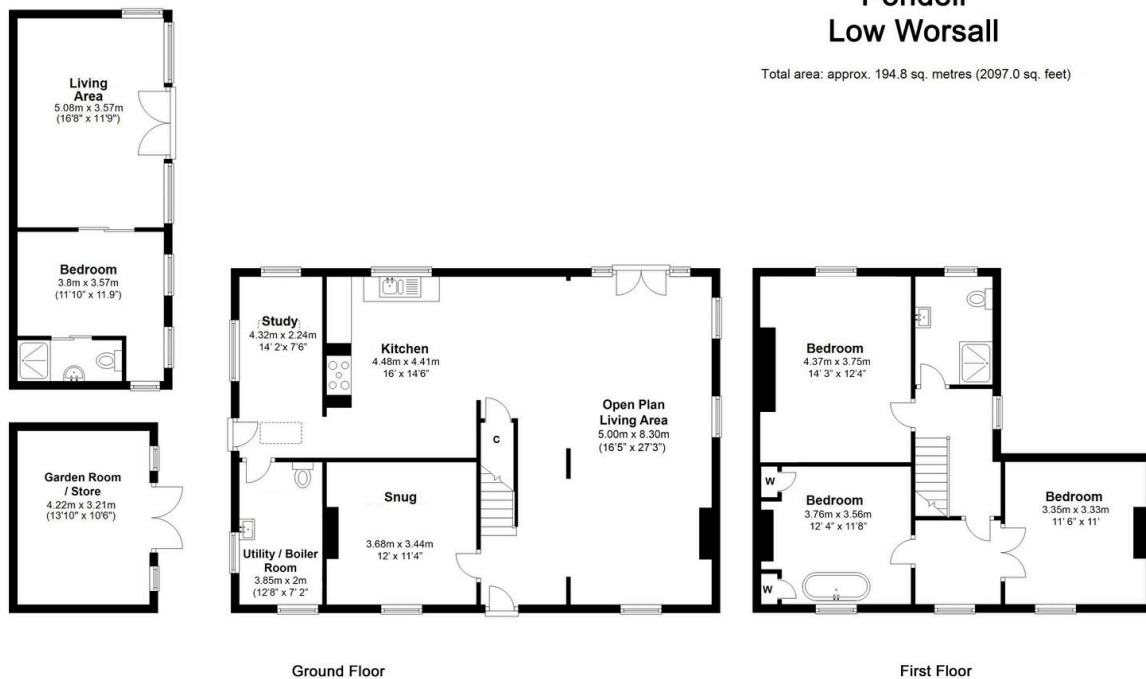 Low Worsall
Total area: approx. 194.8 sq. metres (2097.0 sq. feet)
Living
Area
5.08m x 3.57m
(16'8" x 11'9")
Bedroom
3.8m x 3.57m
(11'10" x 11.9")
Garden Room
/ Store
4.22m x 3.21m
(13'10" x 10'6")
Study
4.32m x 2.24m
14' 2'x 7'6"
Kitchen
4.48m x 4.41m
16' x 14'6"
Open Plan
Living Area
5.00m x 8.30m
(16'5" x 27'3")
C
Snug
3.68m x 3.44m
12' x 11'4"
Utility / Boiler
Room
3.85m x 2m
(12'8" x 7' 2")
Bedroom
4.37m x 3.75m
14' 3" x 12'4"
W
Bedroom
3.76m x 3.56m
12' 4" x 11'8"
W
Bedroom
3.35m x 3.33m
11' 6" x 11'
Ground Floor
First Floor